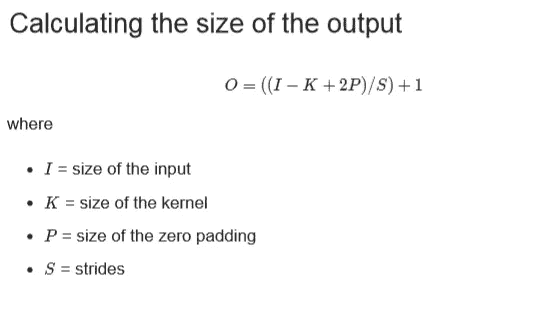 Calculating the size of the output
O = ((I − K + 2P)/S) + 1
where
• I = size of the input
• K = size of the kernel
• P = size of the zero padding
• S = strides